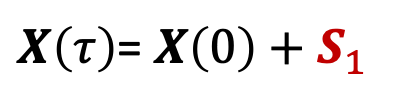 X(τ)= X(0) + S₁